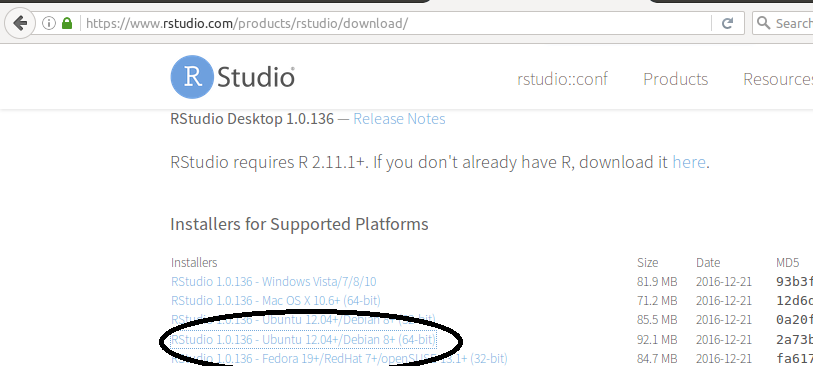 https://www.rstudio.com/products/rstudio/download/ Search
R Studio rstudio::conf Products Resources
RStudio Desktop 1.0.136 — Release Notes
RStudio requires R 2.11.1+. If you don't already have R, download it here.
Installers for Supported Platforms
Installers Size Date MD5
RStudio 1.0.136 - Windows Vista/7/8/10 81.9 MB 2016-12-21 93b3f
RStudio 1.0.136 - Mac OS X 10.6+ (64-bit) 71.2 MB 2016-12-21 12d6c
RStudio 1.0.136 - Ubuntu 12.04+/Debian 8+ (32-bit) 85.5 MB 2016-12-21 0a20f
RStudio 1.0.136 - Ubuntu 12.04+/Debian 8+ (64-bit) 92.1 MB 2016-12-21 2a73b
RStudio 1.0.136 - Fedora 19+/RedHat 7+/openSUSE 13.1+ (32-bit) 84.7 MB 2016-12-21 fa617